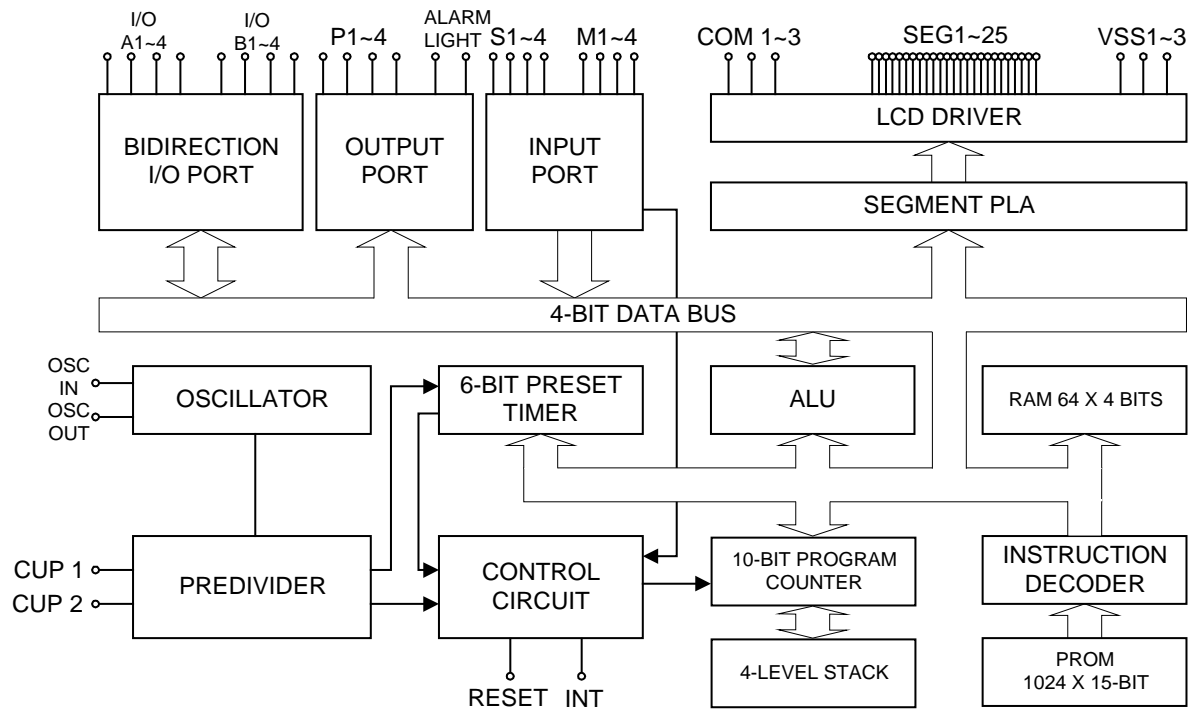 I/O
A1~4
I/O
B1~4
P1~4
ALARM
LIGHT
S1~4
M1~4
COM 1~3
SEG1~25
VSS1~3
BIDIRECTION
I/O PORT
OUTPUT
PORT
INPUT
PORT
LCD DRIVER
SEGMENT PLA
4-BIT DATA BUS
OSC
IN
OSC
OUT
OSCILLATOR
6-BIT PRESET
TIMER
ALU
RAM 64 X 4 BITS
CUP 1
CUP 2
PREDIVIDER
CONTROL
CIRCUIT
10-BIT PROGRAM
COUNTER
INSTRUCTION
DECODER
4-LEVEL STACK
PROM
1024 X 15-BIT
RESET
INT